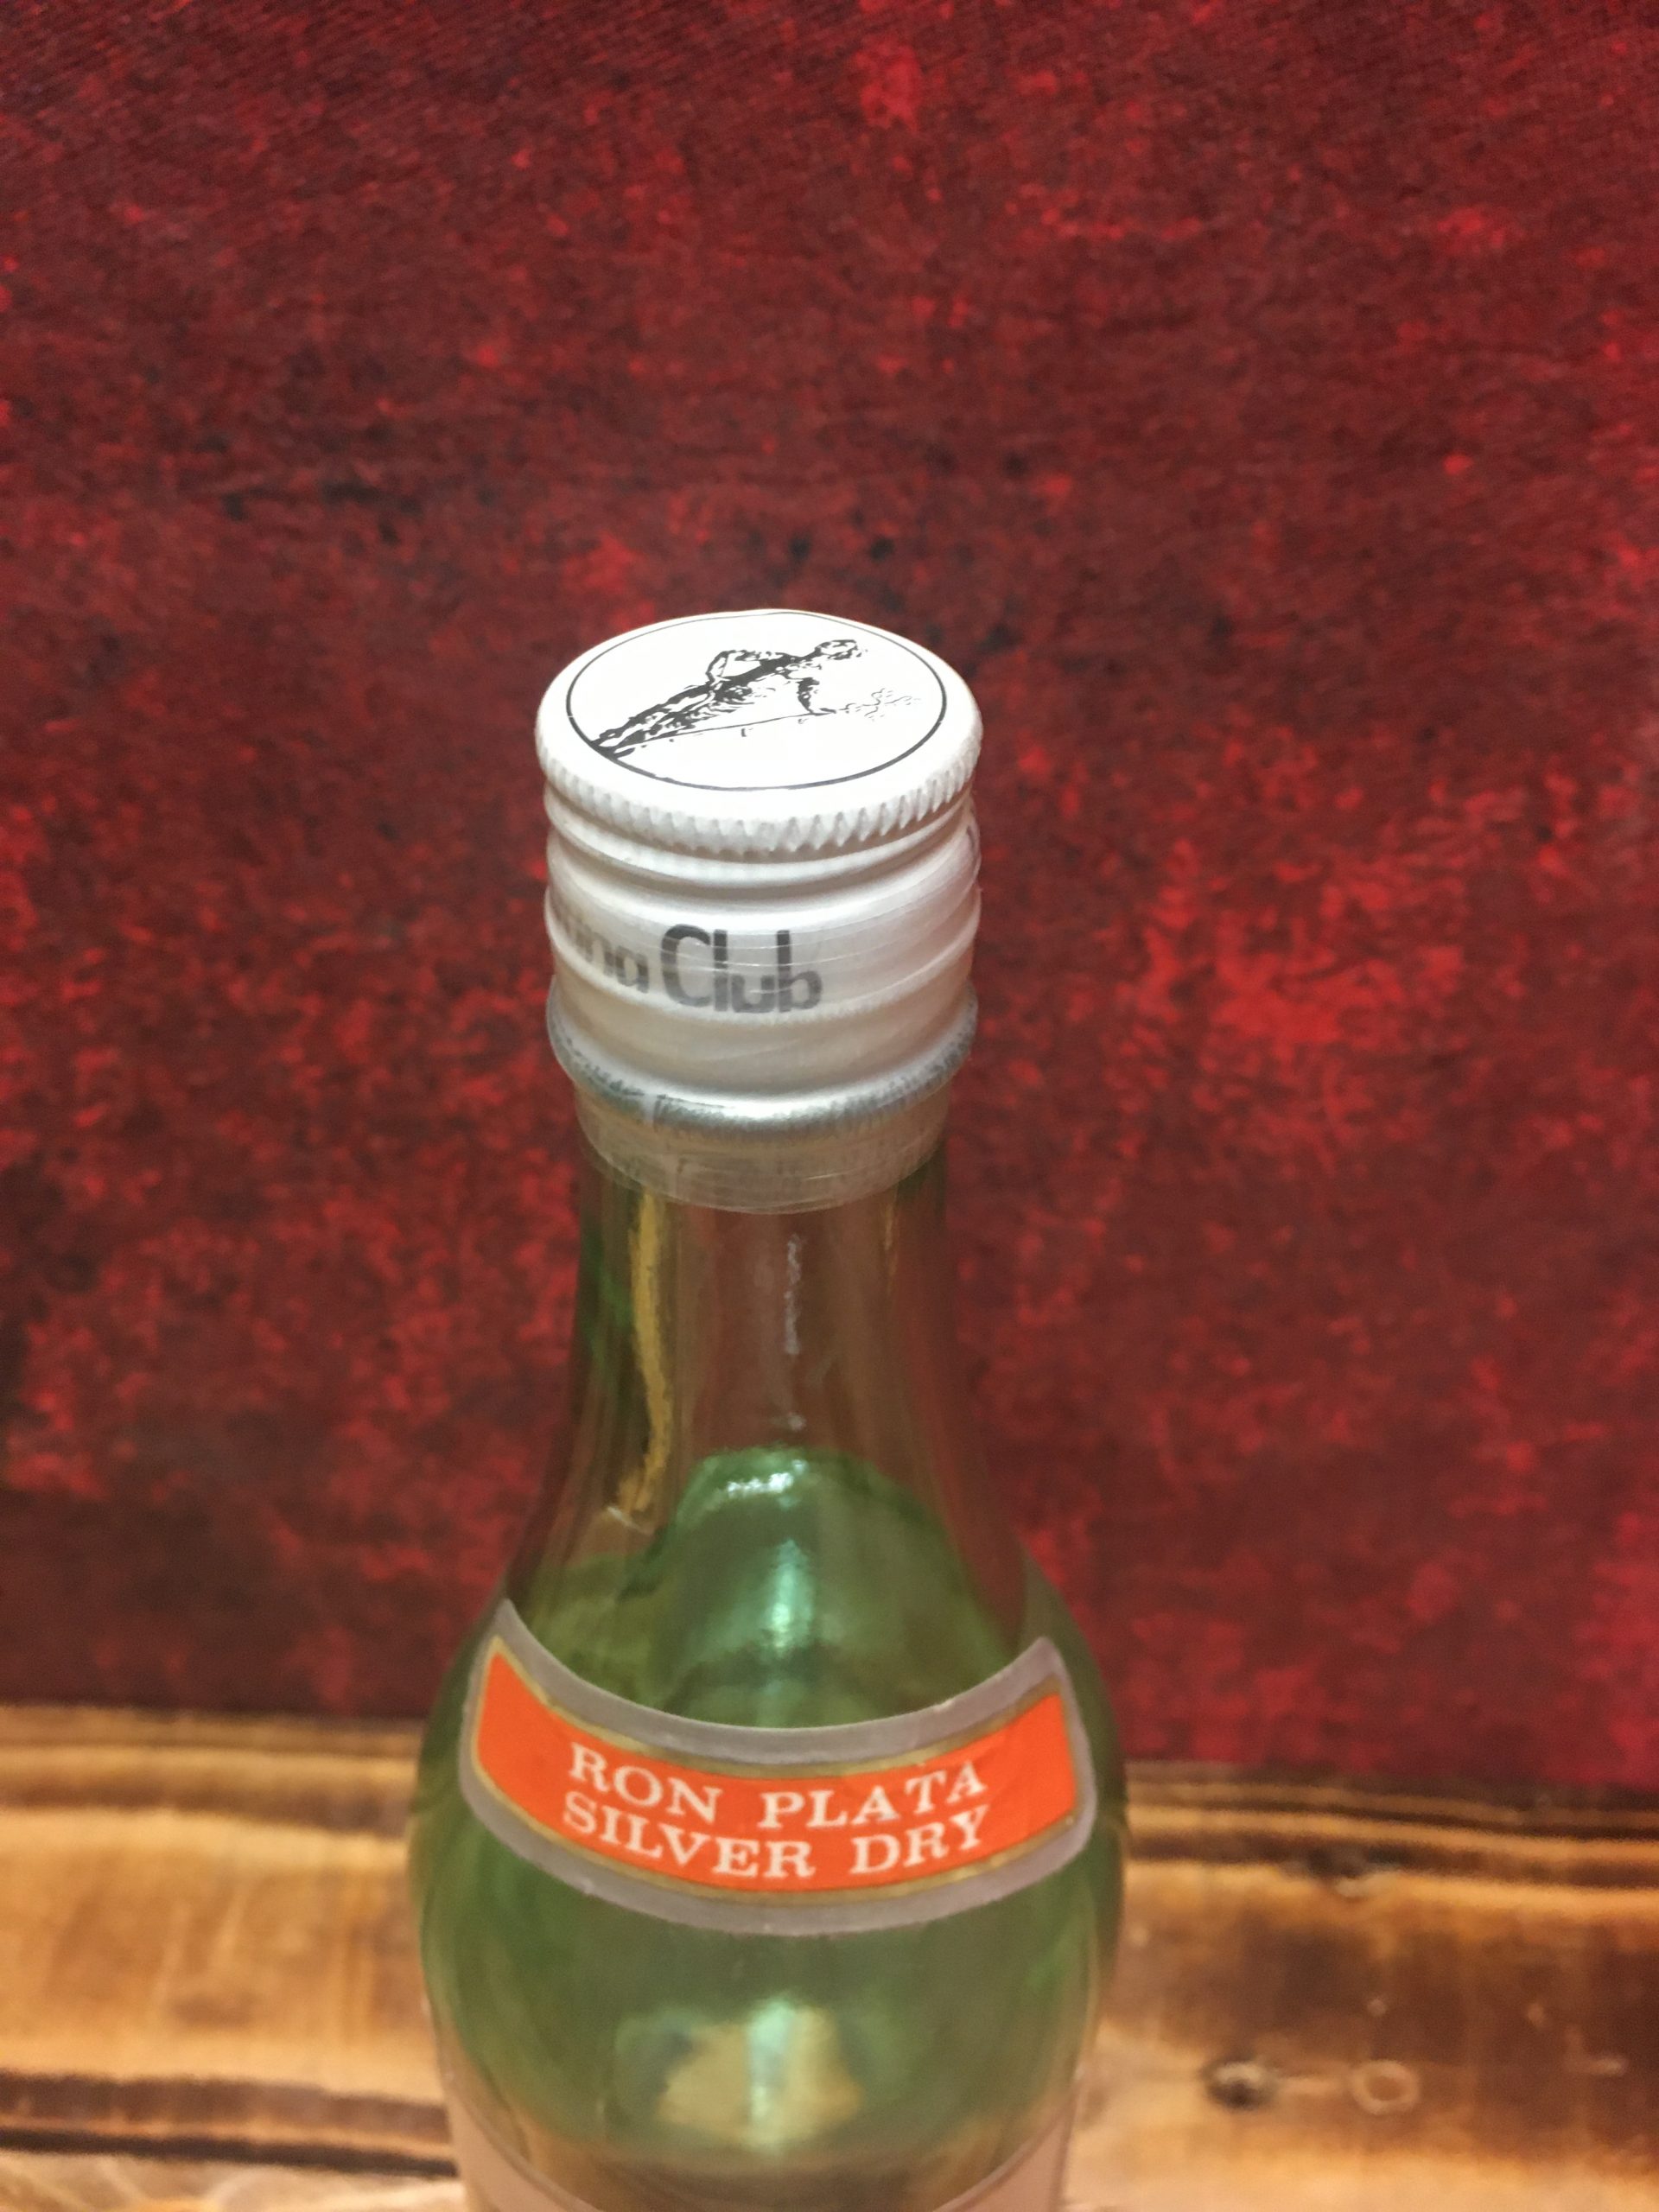 Club
RON PLATA
SILVER DRY